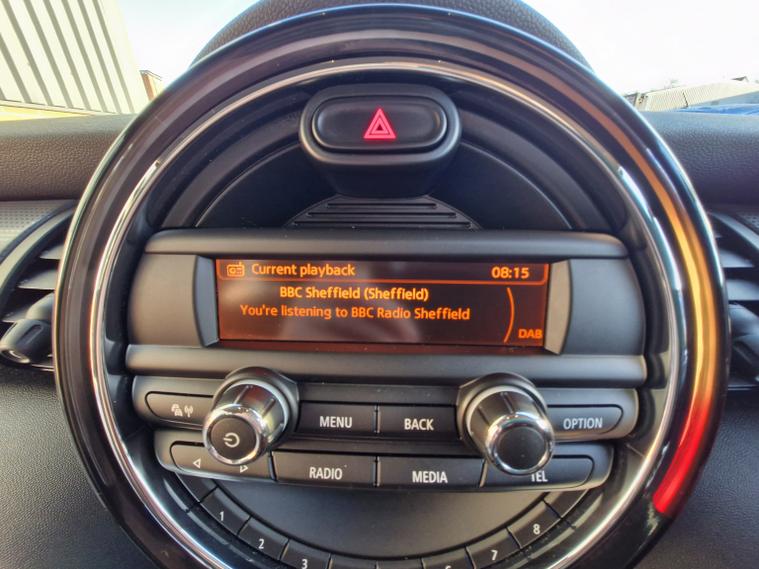 Current playback 08:15
BBC Sheffield (Sheffield)
You're listening to BBC Radio Sheffield
DAB
MENU BACK OPTION
RADIO MEDIA TEL
1 2 3 6 7 8